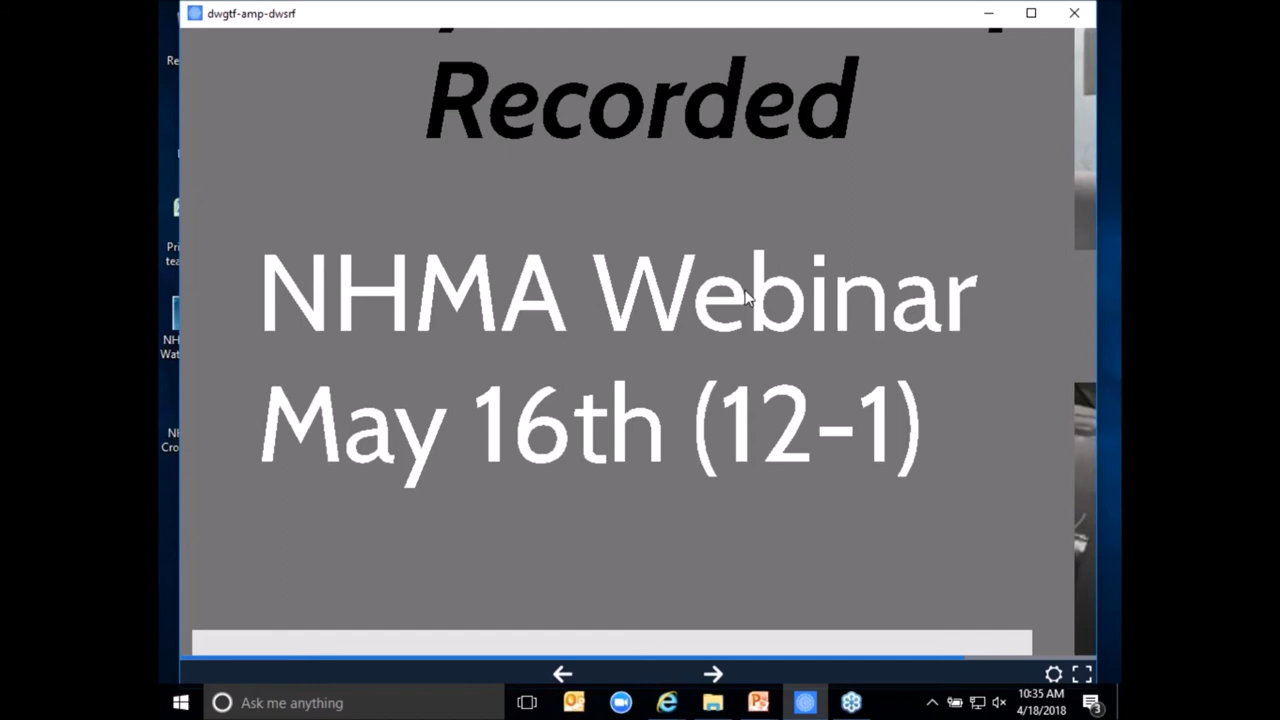 dwgtf-amp-dwsrf
Recorded
NHMA Webinar
May 16th (12-1)
Ask me anything
10:35 AM
4/18/2018
3